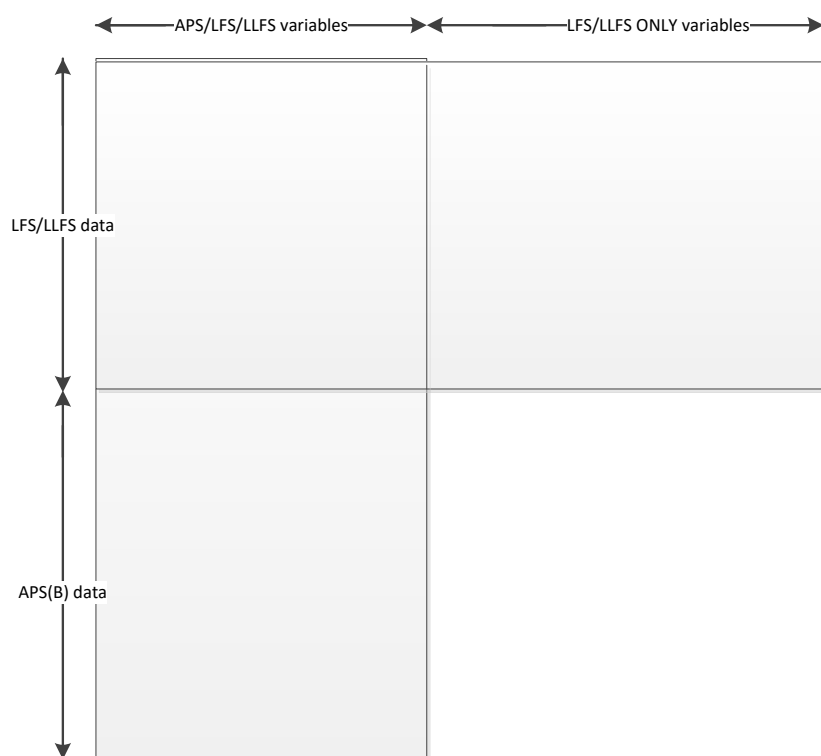 APS/LFS/LLFS variables
LFS/LLFS ONLY variables
LFS/LLFS data
APS(B) data